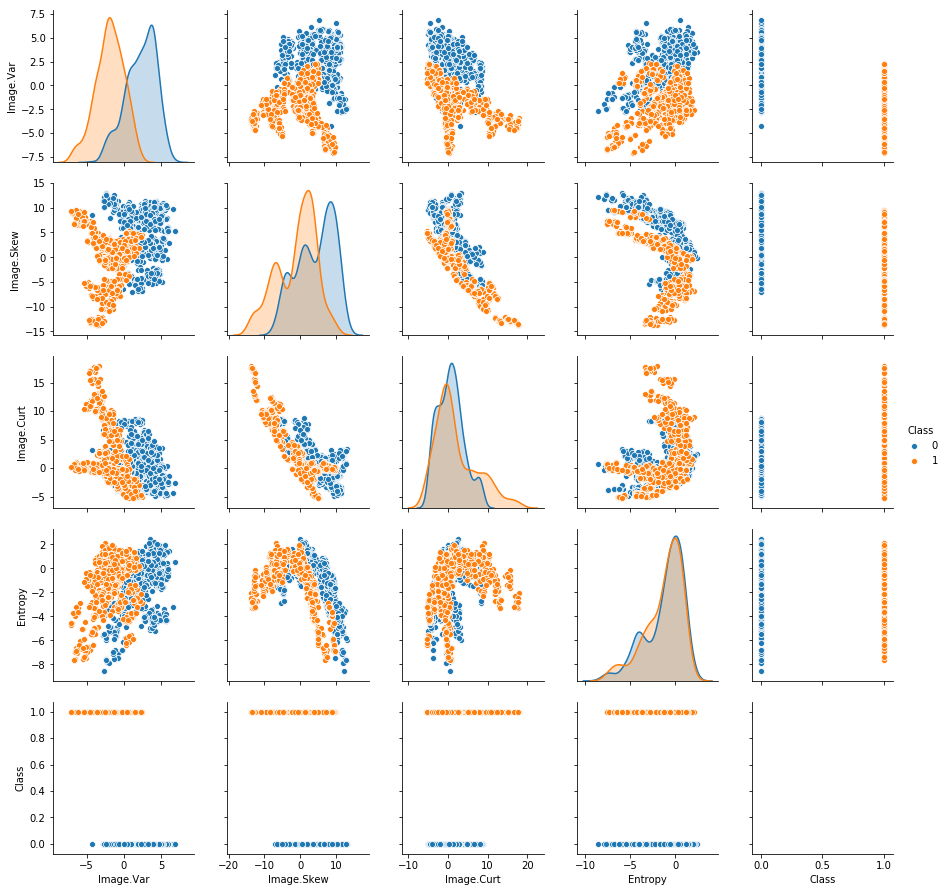 7.5
5.0
2.5
0.0
−2.5
−5.0
−7.5
Image.Var
15
10
5
0
−5
−10
−15
Image.Skew
15
10
5
0
−5
Image.Curt
Class
0
1
2
0
−2
−4
−6
−8
Entropy
1.0
0.8
0.6
0.4
0.2
0.0
Class
−5 0 5
Image.Var
−20 −10 0 10
Image.Skew
−10 0 10 20
Image.Curt
−10 −5 0
Entropy
0.0 0.5 1.0
Class